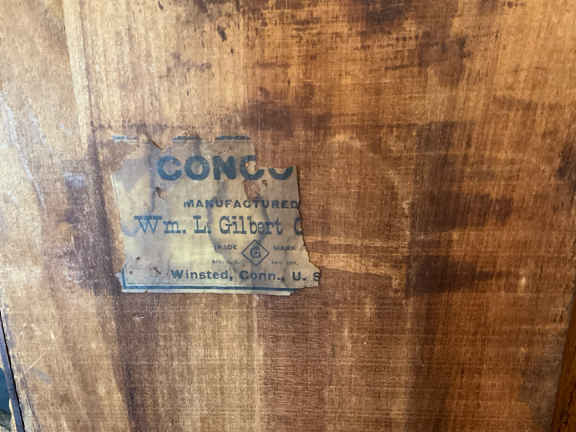 CONCO
MANUFACTURED
Wm. L. Gilbert C
TRADE G MARK
Winsted, Conn., U. S